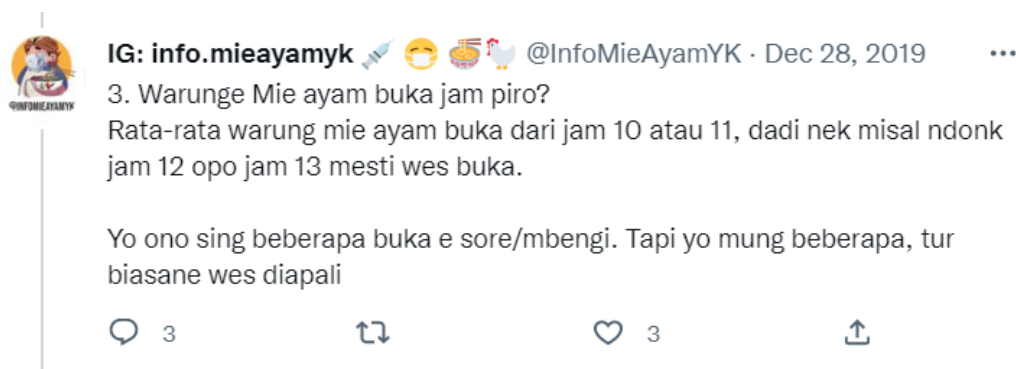 IG: info.mieayamyk 💉 😷 🍜🐔 @InfoMieAyamYK · Dec 28, 2019
@INFOMIEAYAMYK
3. Warunge Mie ayam buka jam piro?
Rata-rata warung mie ayam buka dari jam 10 atau 11, dadi nek misal ndonk
jam 12 opo jam 13 mesti wes buka.
Yo ono sing beberapa buka e sore/mbengi. Tapi yo mung beberapa, tur
biasane wes diapali
3 3